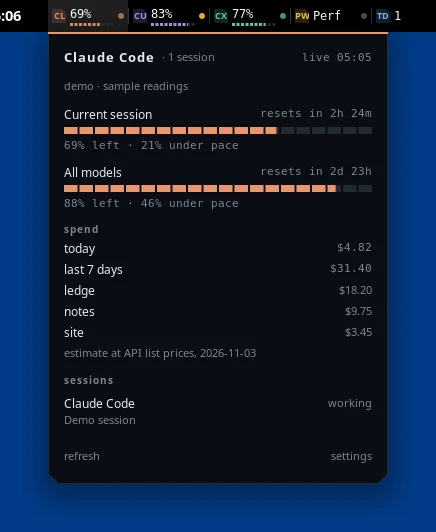 :06 CL 69% CU 83% CX 77% PW Perf TD 1
Claude Code · 1 session live 05:05
demo · sample readings
Current session resets in 2h 24m
69% left · 21% under pace
All models resets in 2d 23h
88% left · 46% under pace
spend
today $4.82
last 7 days $31.40
ledge $18.20
notes $9.75
site $3.45
estimate at API list prices, 2026-11-03
sessions
Claude Code working
Demo session
refresh settings